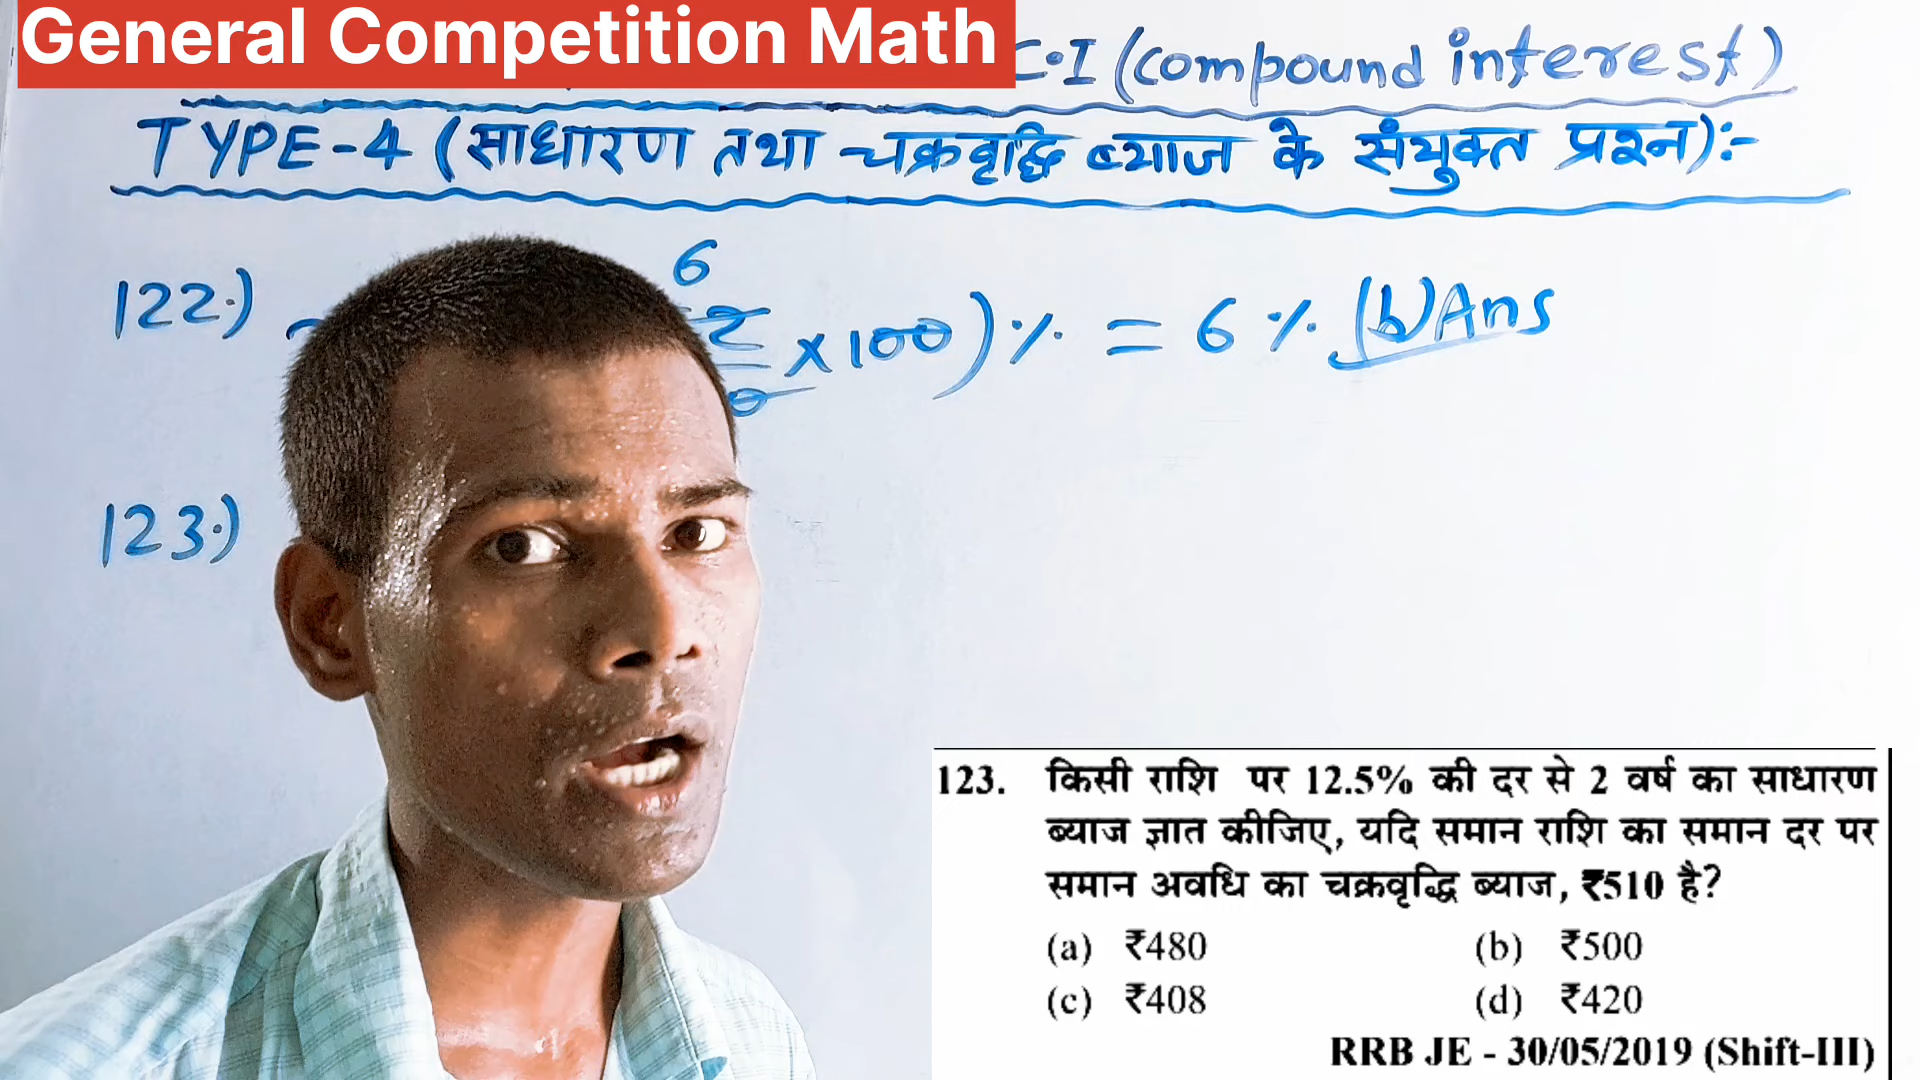 General Competition Math
C·I (compound interest)
TYPE-4 (साधारण तथा चक्रवृद्धि ब्याज के संयुक्त प्रश्न):-
122.)
6
2
×100)% = 6% (b) Ans
123.)
123. किसी राशि पर 12.5% की दर से 2 वर्ष का साधारण
ब्याज ज्ञात कीजिए, यदि समान राशि का समान दर पर
समान अवधि का चक्रवृद्धि ब्याज, ₹510 है?
(a) ₹480 (b) ₹500
(c) ₹408 (d) ₹420
RRB JE - 30/05/2019 (Shift-III)